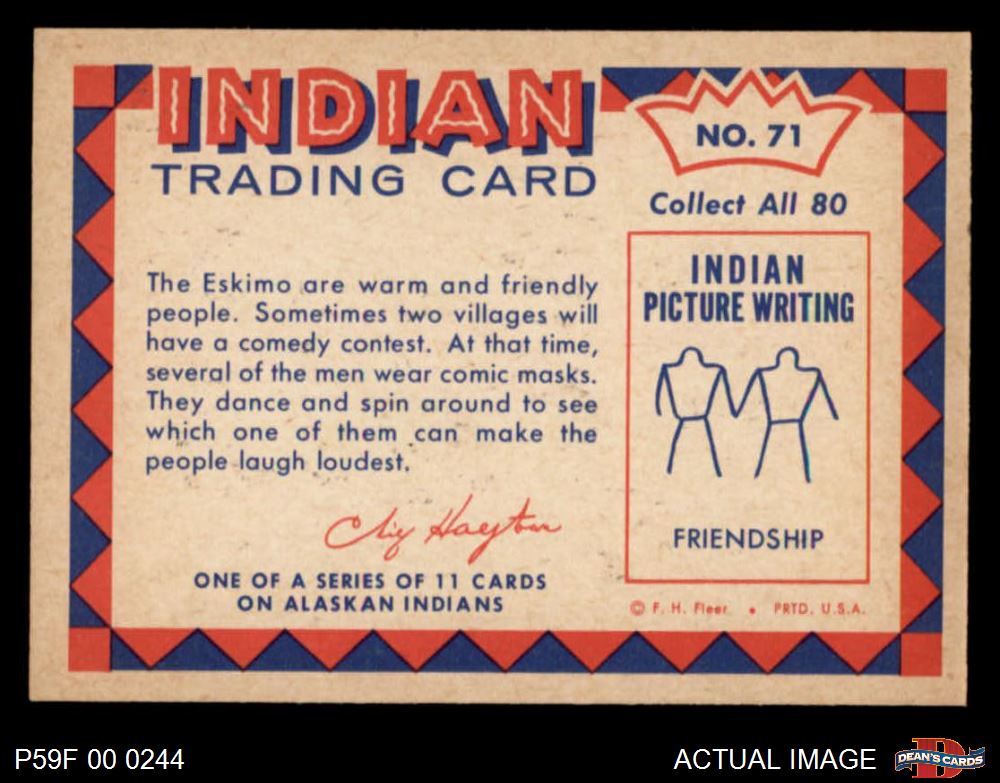 INDIAN
TRADING CARD
NO. 71
Collect All 80
The Eskimo are warm and friendly
people. Sometimes two villages will
have a comedy contest. At that time,
several of the men wear comic masks.
They dance and spin around to see
which one of them can make the
people laugh loudest.
ONE OF A SERIES OF 11 CARDS
ON ALASKAN INDIANS
INDIAN
PICTURE WRITING
FRIENDSHIP
© F. H. Fleer • PRTD. U.S.A.
P59F 00 0244
ACTUAL IMAGE
DEAN'S CARDS